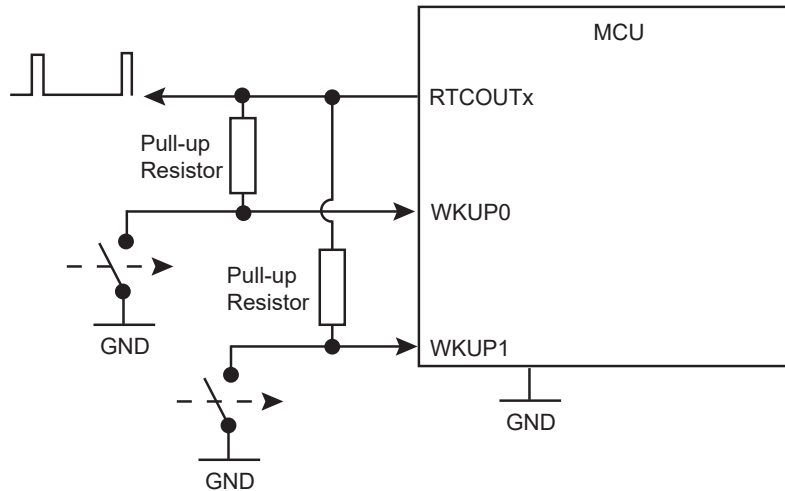 MCU
RTCOUTx
Pull-up
Resistor
WKUP0
Pull-up
Resistor
GND
WKUP1
GND
GND